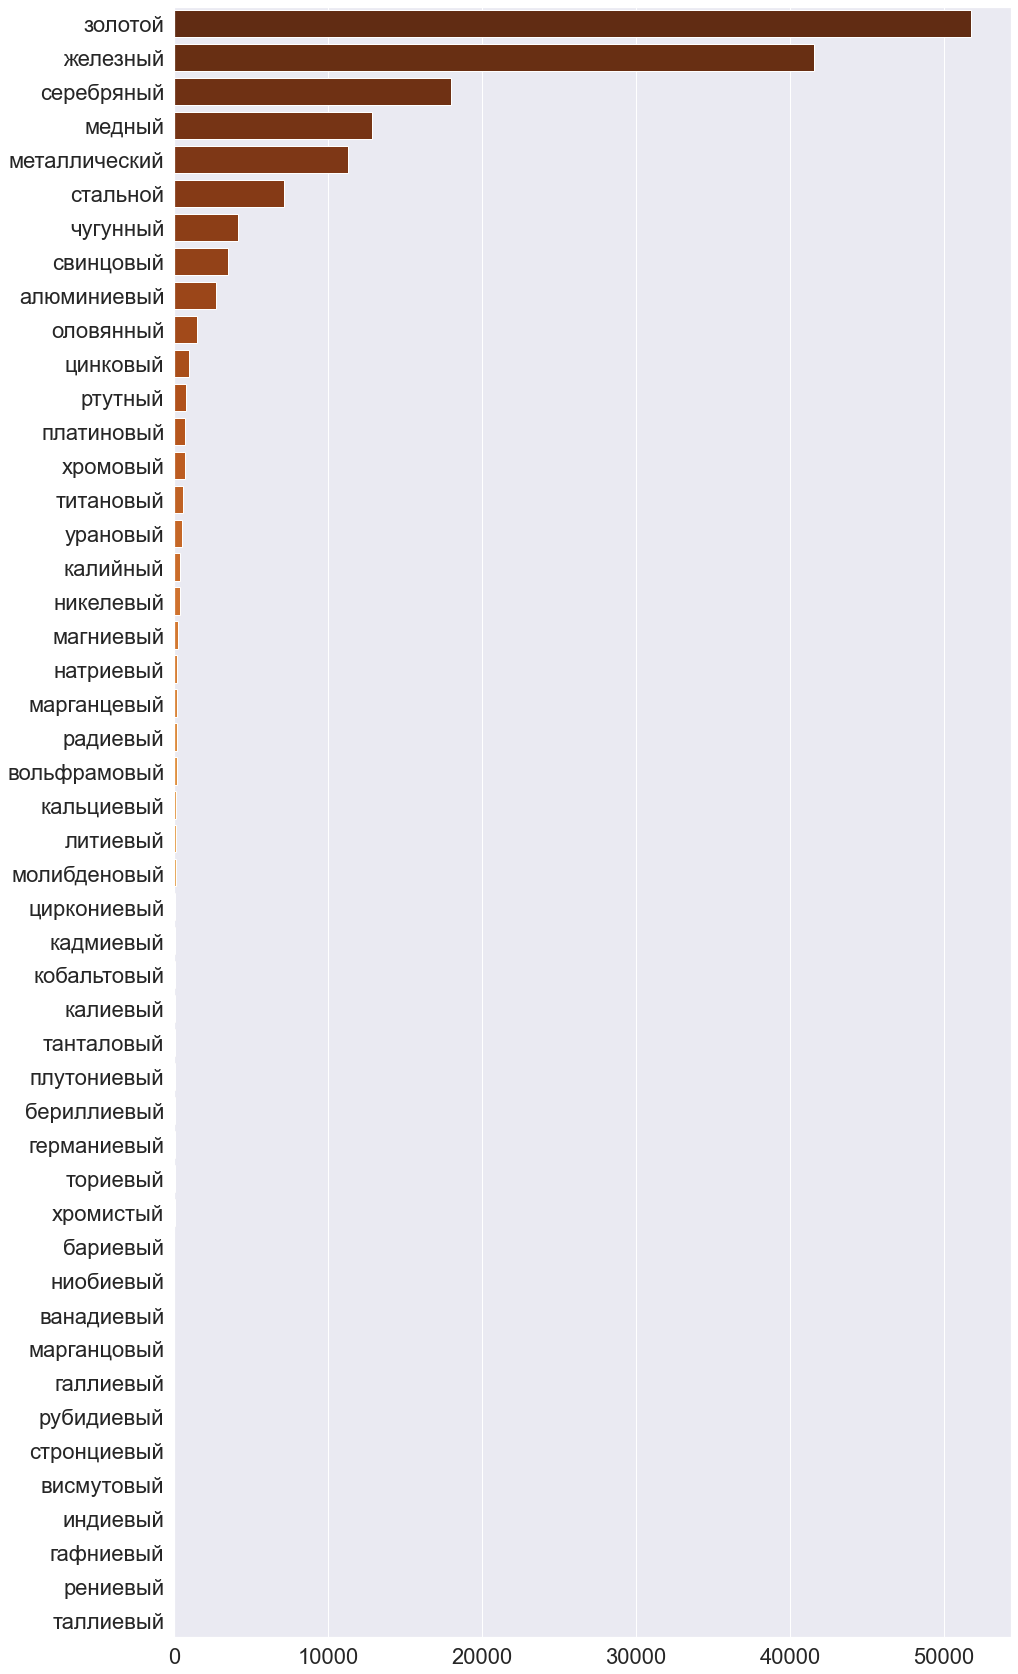 золотой
железный
серебряный
медный
металлический
стальной
чугунный
свинцовый
алюминиевый
оловянный
цинковый
ртутный
платиновый
хромовый
титановый
урановый
калийный
никелевый
магниевый
натриевый
марганцевый
радиевый
вольфрамовый
кальциевый
литиевый
молибденовый
циркониевый
кадмиевый
кобальтовый
калиевый
танталовый
плутониевый
бериллиевый
германиевый
ториевый
хромистый
бариевый
ниобиевый
ванадиевый
марганцовый
галлиевый
рубидиевый
стронциевый
висмутовый
индиевый
гафниевый
рениевый
таллиевый
0 10000 20000 30000 40000 50000